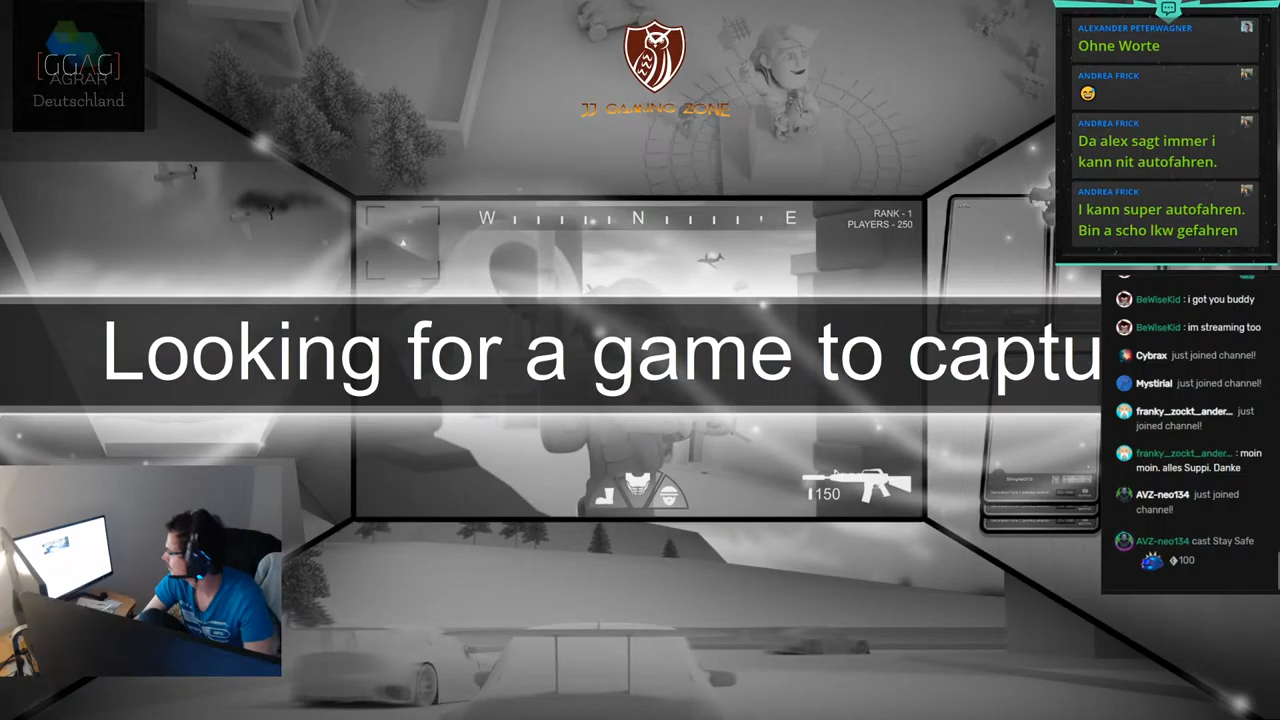 [GGAG]
AGRAR
Deutschland
JJ GAMING ZONE
W
N
E
RANK - 1
PLAYERS - 250
Looking for a game to captu
150
ALEXANDER PETERWAGNER
Ohne Worte
ANDREA FRICK
ANDREA FRICK
Da alex sagt immer i
kann nit autofahren.
ANDREA FRICK
I kann super autofahren.
Bin a scho lkw gefahren
BeWiseKid : i got you buddy
BeWiseKid : im streaming too
Cybrax just joined channel!
Mystirial just joined channel!
franky_zockt_ander... just
joined channel!
franky_zockt_ander... : moin
moin. alles Suppi. Danke
AVZ-neo134 just joined
channel!
AVZ-neo134 cast Stay Safe
100